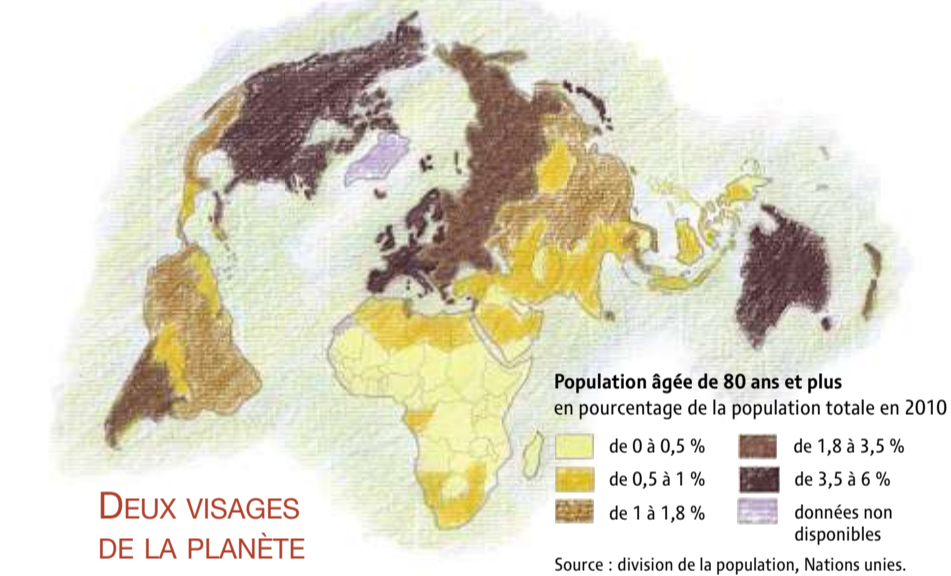 Population âgée de 80 ans et plus
en pourcentage de la population totale en 2010
de 0 à 0,5 %
de 0,5 à 1 %
de 1 à 1,8 %
de 1,8 à 3,5 %
de 3,5 à 6 %
données non
disponibles
Source : division de la population, Nations unies.
DEUX VISAGES
DE LA PLANÈTE